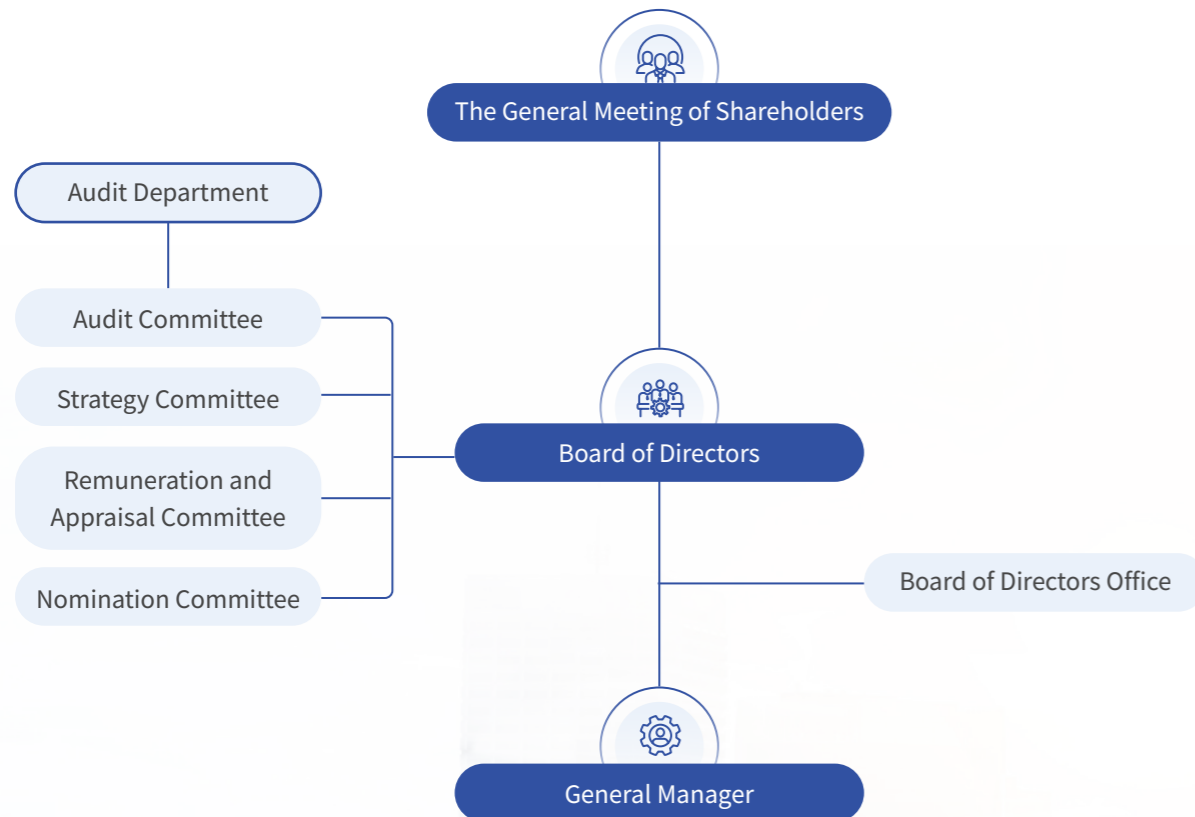 The General Meeting of Shareholders
Audit Department
Audit Committee
Strategy Committee
Remuneration and
Appraisal Committee
Nomination Committee
Board of Directors
Board of Directors Office
General Manager